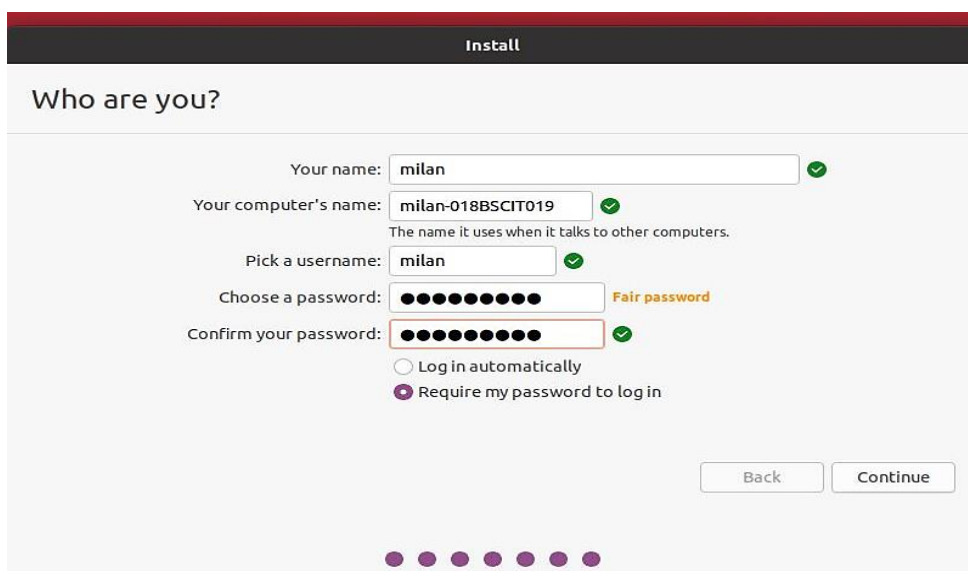 Install
Who are you?
Your name: milan
Your computer's name: milan-018BSCIT019
The name it uses when it talks to other computers.
Pick a username: milan
Choose a password: ●●●●●●●●● Fair password
Confirm your password: ●●●●●●●●●
Log in automatically
Require my password to log in
Back Continue